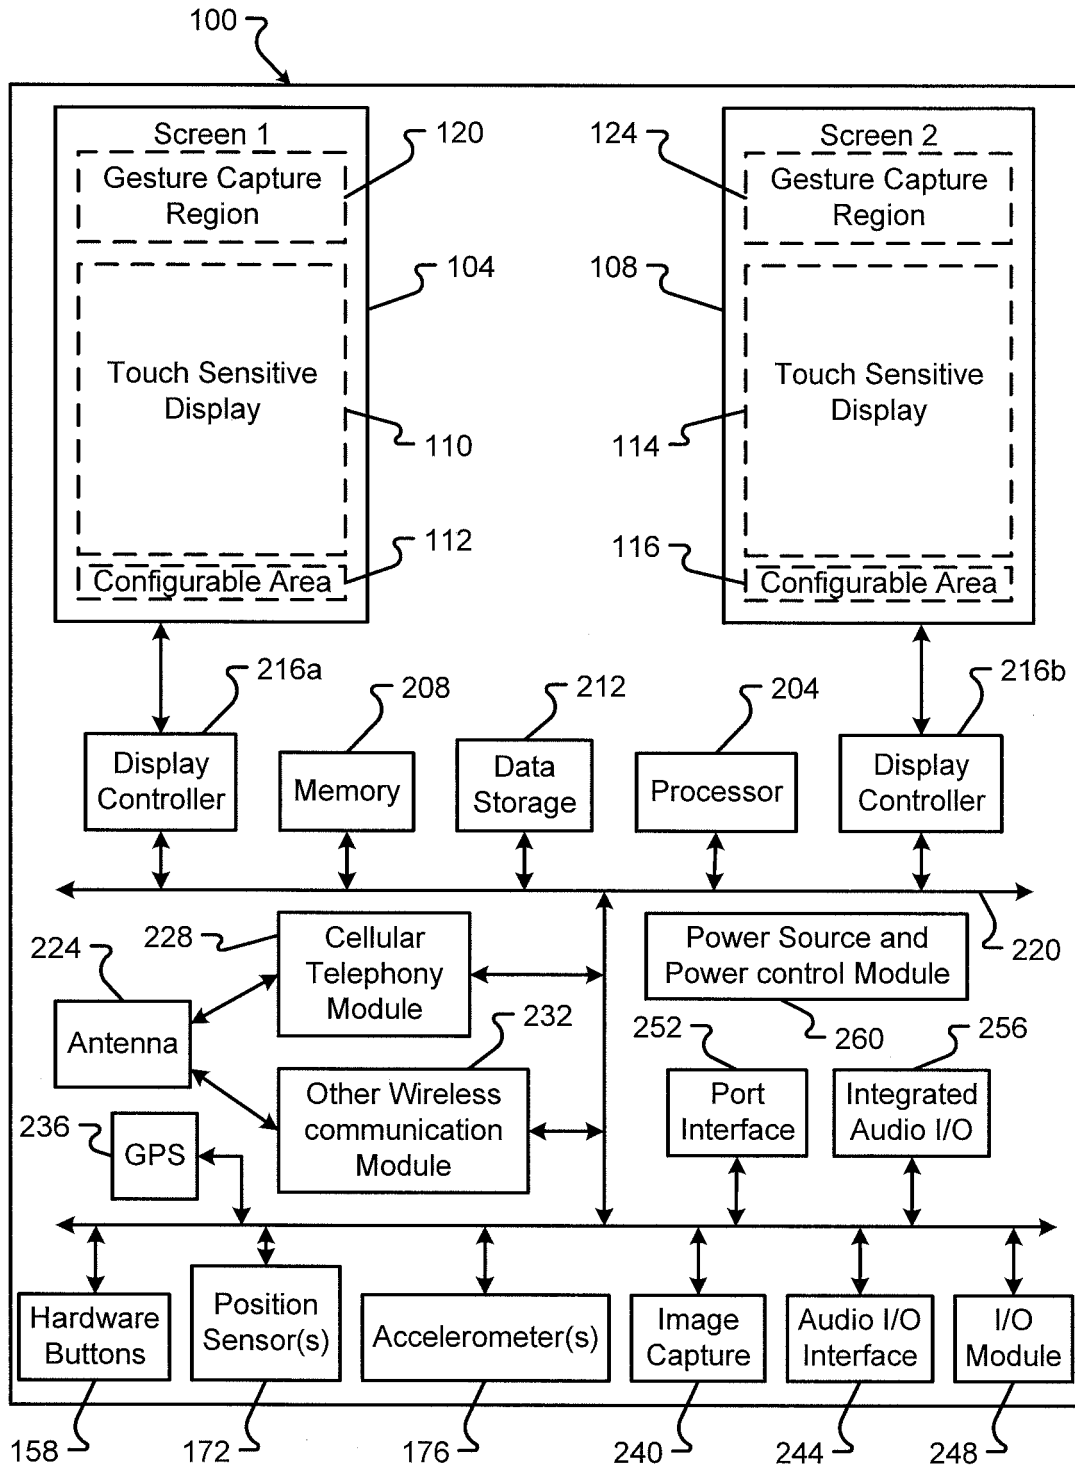 100
Screen 1
120
Gesture Capture
Region
104
Touch Sensitive
Display
110
112
Configurable Area
Screen 2
124
Gesture Capture
Region
108
Touch Sensitive
Display
114
116
Configurable Area
216a
208
212
204
216b
Display
Controller
Memory
Data
Storage
Processor
Display
Controller
220
224
228
Cellular
Telephony
Module
Power Source and
Power control Module
260
Antenna
232
252
256
Other Wireless
communication
Module
Port
Interface
Integrated
Audio I/O
236
GPS
Hardware
Buttons
Position
Sensor(s)
Accelerometer(s)
Image
Capture
Audio I/O
Interface
I/O
Module
158
172
176
240
244
248